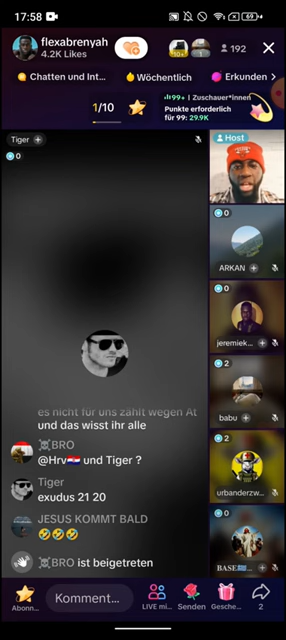 17:58
69
flexabrenyah
4.2K Likes
192
Chatten und Int...
Wöchentlich
Erkunden >
1/10
99+ | Zuschauer*innen
Punkte erforderlich
für 99: 29.9K
Tiger +
0
Host
0
ARKAN +
0
jeremiek... +
2
babu +
2
urbanderzw...
0
BASE
es nicht für uns zählt wegen At
und das wisst ihr alle
BRO
@Hrv und Tiger ?
Tiger
exudus 21 20
JESUS KOMMT BALD
BRO ist beigetreten
Abonn...
Komment...
LIVE mi...
Senden
Gesche...
2